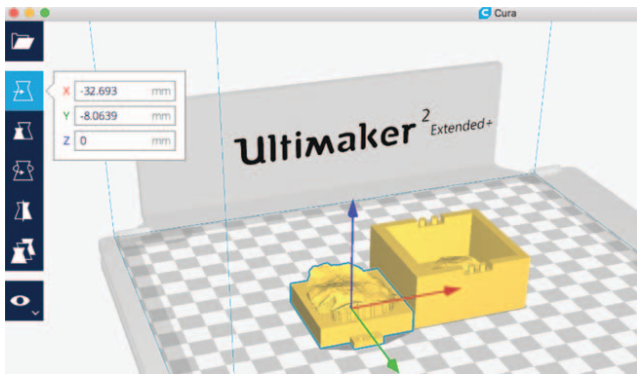 Cura
X -32.693 mm
Y -8.0639 mm
Z 0 mm
Ultimaker 2 Extended+